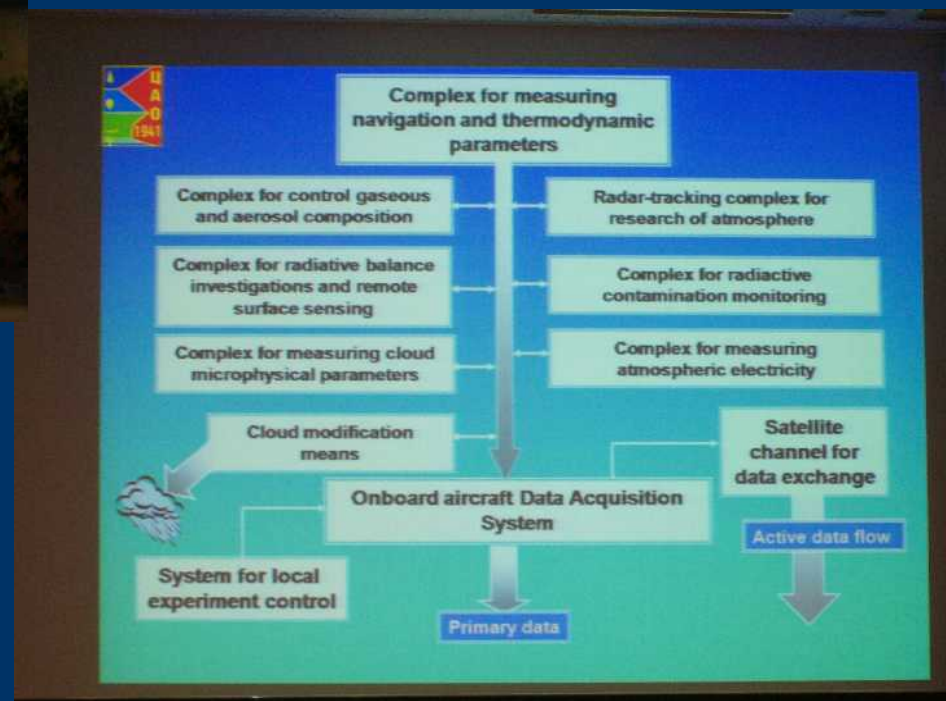 Ц
А
О
1941
Complex for measuring
navigation and thermodynamic
parameters
Complex for control gaseous
and aerosol composition
Radar-tracking complex for
research of atmosphere
Complex for radiative balance
investigations and remote
surface sensing
Complex for radiactive
contamination monitoring
Complex for measuring cloud
microphysical parameters
Complex for measuring
atmospheric electricity
Cloud modification
means
Satellite
channel for
data exchange
Onboard aircraft Data Acquisition
System
Active data flow
System for local
experiment control
Primary data